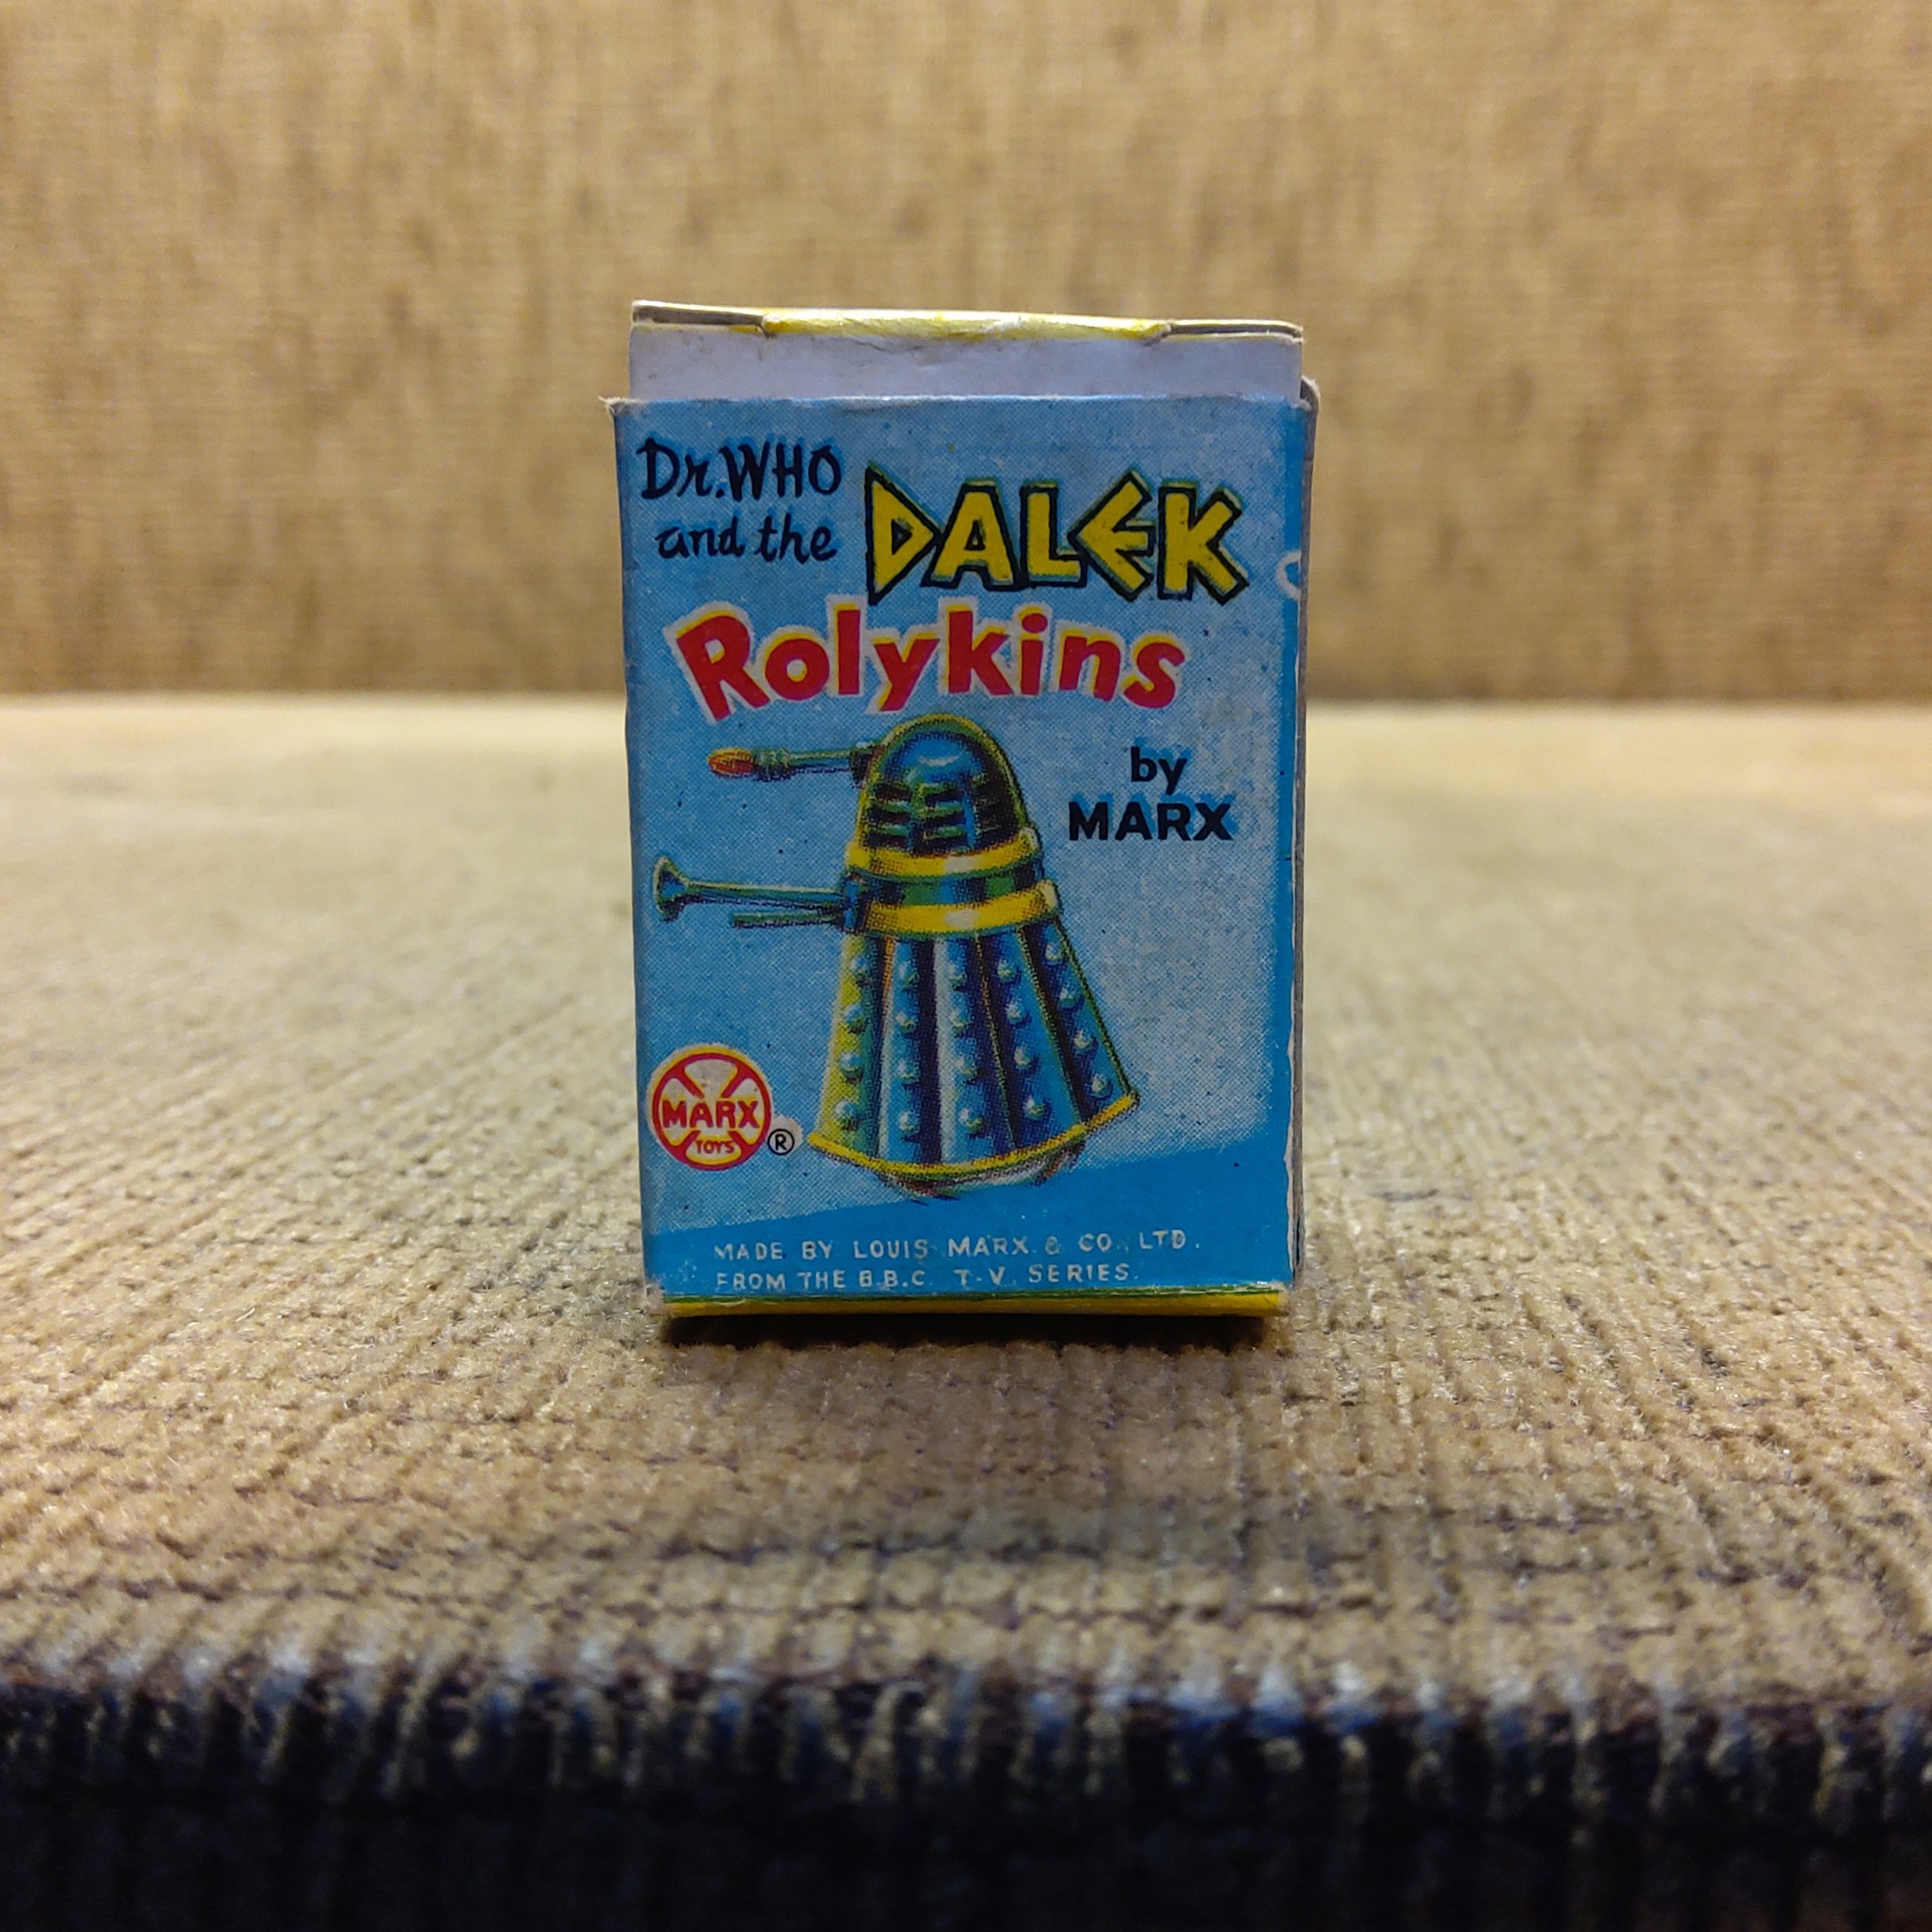 Dr. WHO
and the DALEK
Rolykins
by
MARX
MARX
TOYS
®
MADE BY LOUIS MARX & CO. LTD.
FROM THE B.B.C. T.V. SERIES.